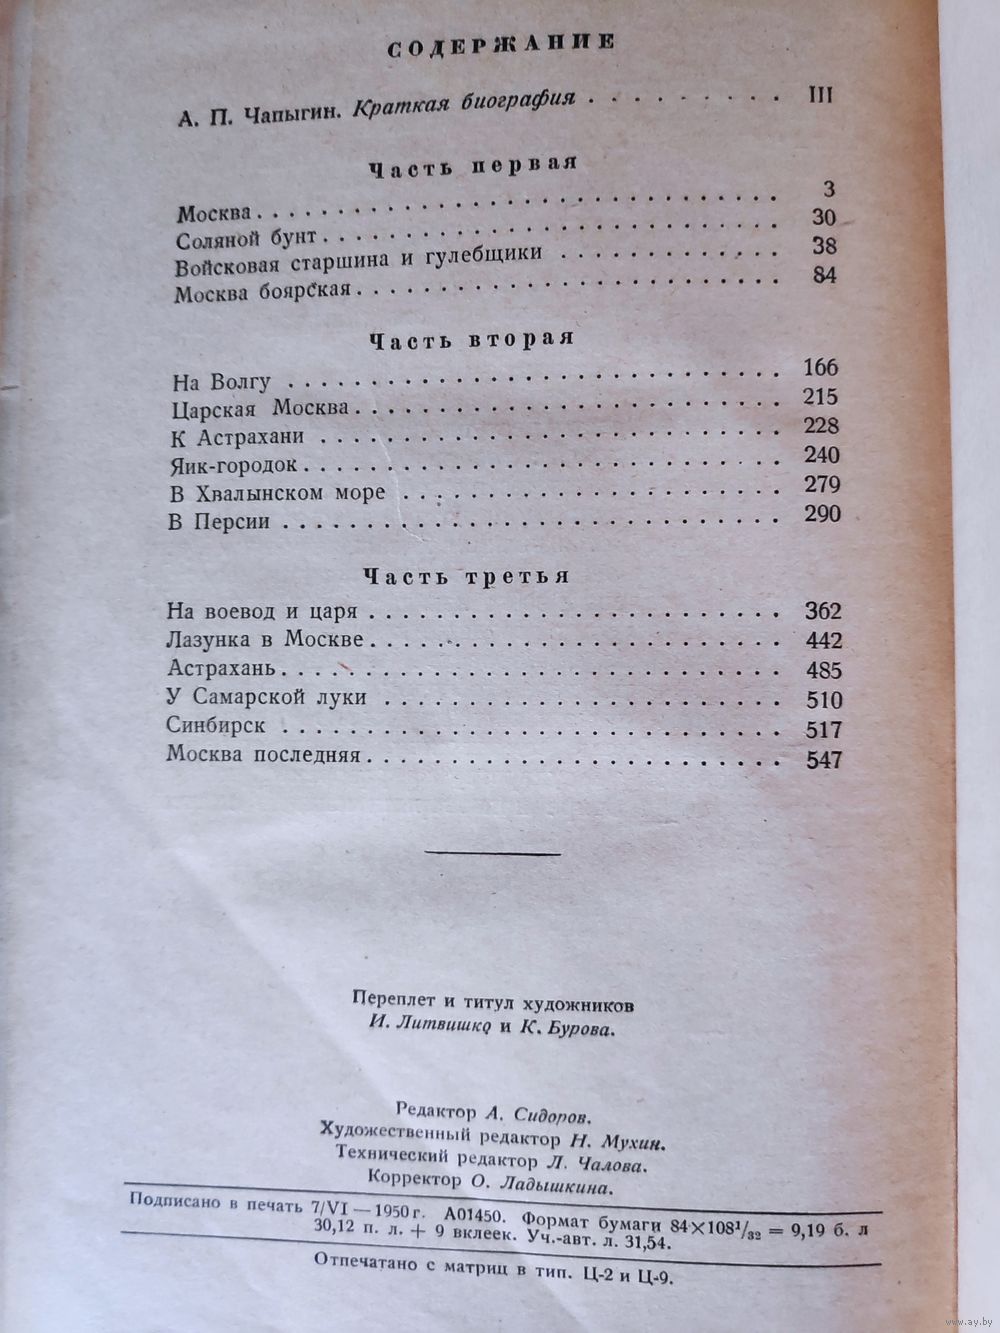 СОДЕРЖАНИЕ
А. П. Чапыгин. Краткая биография . . . . . . . . . III
Часть первая
Москва . . . . . . . . . . . . . . . . . . . . . . . . . . . . 3
Соляной бунт . . . . . . . . . . . . . . . . . . . . . . . . 30
Войсковая старшина и гулебщики . . . . . . . . . . . 38
Москва боярская . . . . . . . . . . . . . . . . . . . . . . 84
Часть вторая
На Волгу . . . . . . . . . . . . . . . . . . . . . . . . . . 166
Царская Москва . . . . . . . . . . . . . . . . . . . . . . 215
К Астрахани . . . . . . . . . . . . . . . . . . . . . . . . 228
Яик-городок . . . . . . . . . . . . . . . . . . . . . . . . 240
В Хвалынском море . . . . . . . . . . . . . . . . . . . 279
В Персии . . . . . . . . . . . . . . . . . . . . . . . . . . 290
Часть третья
На воевод и царя . . . . . . . . . . . . . . . . . . . . . 362
Лазунка в Москве . . . . . . . . . . . . . . . . . . . . . 442
Астрахань . . . . . . . . . . . . . . . . . . . . . . . . . . 485
У Самарской луки . . . . . . . . . . . . . . . . . . . . 510
Синбирск . . . . . . . . . . . . . . . . . . . . . . . . . . 517
Москва последняя . . . . . . . . . . . . . . . . . . . . . 547
Переплет и титул художников
И. Литвишко и К. Бурова.
Редактор А. Сидоров.
Художественный редактор Н. Мухин.
Технический редактор Л. Чалова.
Корректор О. Ладышкина.
Подписано в печать 7/VI — 1950 г. А01450. Формат бумаги 84×108¹/₃₂ = 9,19 б. л
30,12 п. л. + 9 вклеек. Уч.-авт. л. 31,54.
Отпечатано с матриц в тип. Ц-2 и Ц-9.
www.ay.by